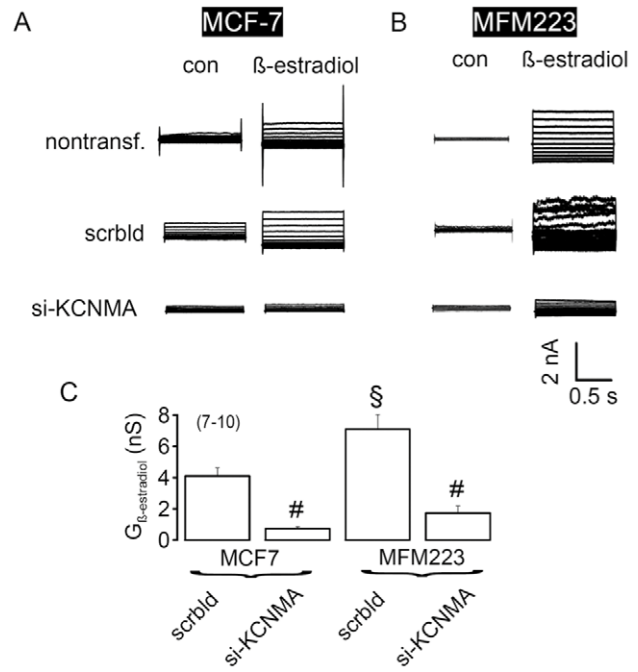 A MCF-7 B MFM223
con ß-estradiol con ß-estradiol
nontransf.
scrbld
si-KCNMA
2 nA
0.5 s
C
G ß-estradiol (nS)
8
6
4
2
0
(7-10)
#
§
#
MCF7 MFM223
scrbld si-KCNMA scrbld si-KCNMA